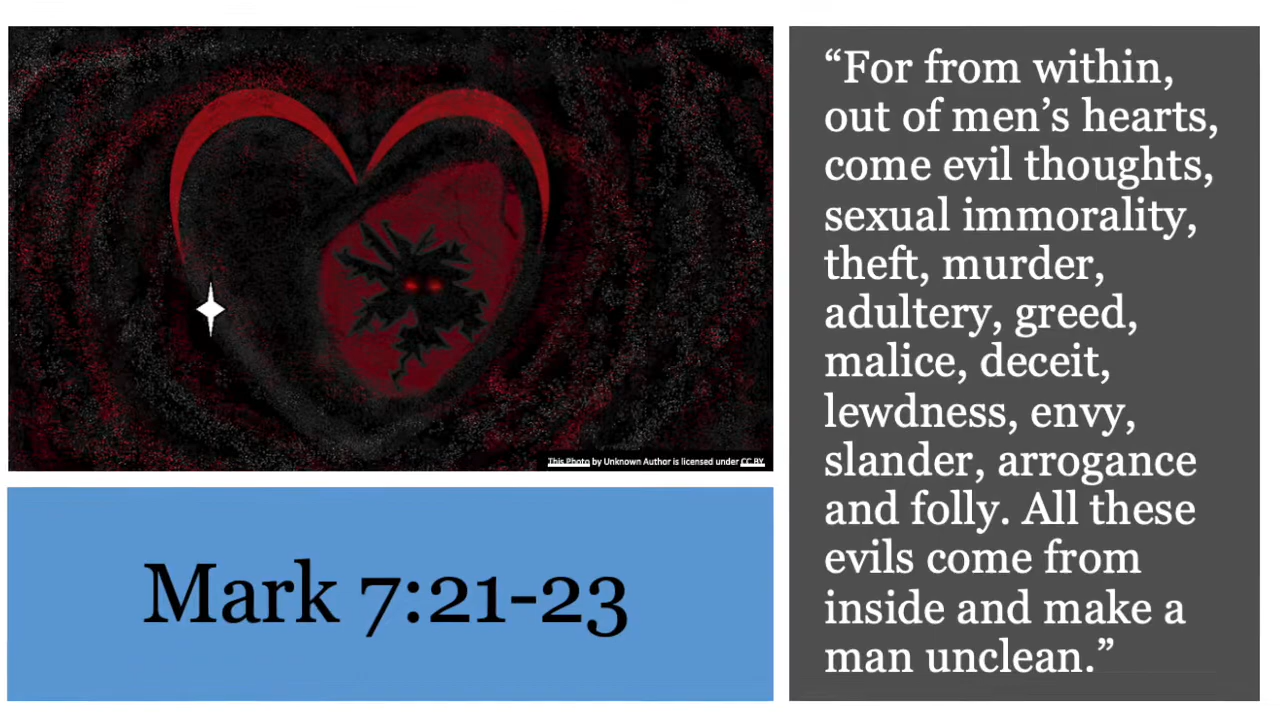 This Photo by Unknown Author is licensed under CC BY
Mark 7:21-23
“For from within,
out of men’s hearts,
come evil thoughts,
sexual immorality,
theft, murder,
adultery, greed,
malice, deceit,
lewdness, envy,
slander, arrogance
and folly. All these
evils come from
inside and make a
man unclean.”